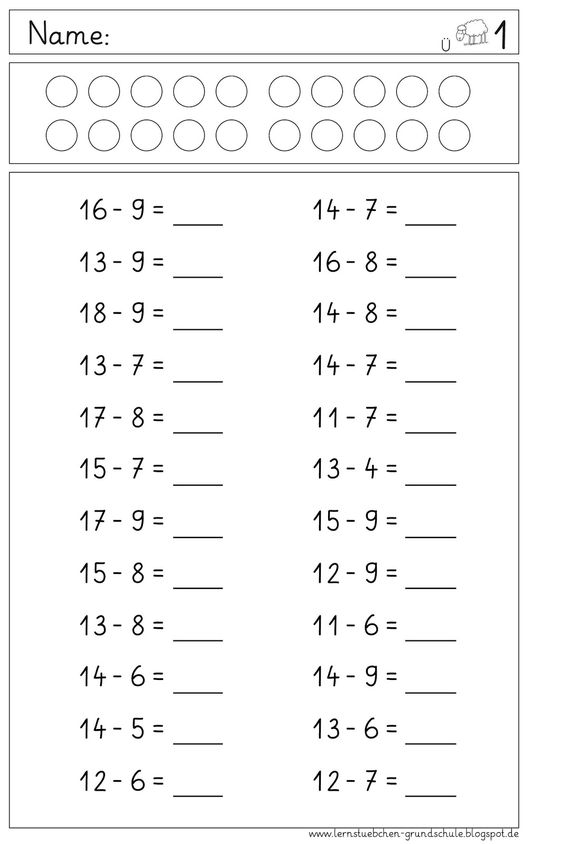 Name:
Ü 1
16 - 9 = ____ 14 - 7 = ____
13 - 9 = ____ 16 - 8 = ____
18 - 9 = ____ 14 - 8 = ____
13 - 7 = ____ 14 - 7 = ____
17 - 8 = ____ 11 - 7 = ____
15 - 7 = ____ 13 - 4 = ____
17 - 9 = ____ 15 - 9 = ____
15 - 8 = ____ 12 - 9 = ____
13 - 8 = ____ 11 - 6 = ____
14 - 6 = ____ 14 - 9 = ____
14 - 5 = ____ 13 - 6 = ____
12 - 6 = ____ 12 - 7 = ____
www.lernstuebchen-grundschule.blogspot.de